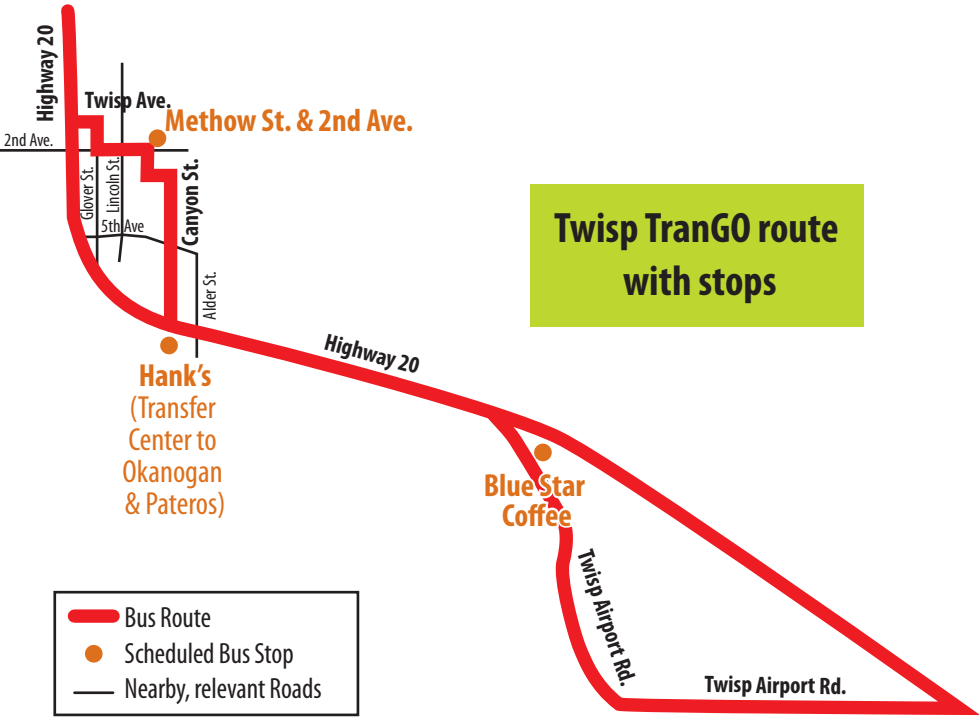 Highway 20
Twisp Ave.
Methow St. & 2nd Ave.
2nd Ave.
Glover St.
Lincoln St.
Canyon St.
5th Ave
Alder St.
Twisp TranGO route
with stops
Highway 20
Hank's
(Transfer
Center to
Okanogan
& Pateros)
Blue Star
Coffee
Twisp Airport Rd.
Twisp Airport Rd.
Bus Route
Scheduled Bus Stop
Nearby, relevant Roads